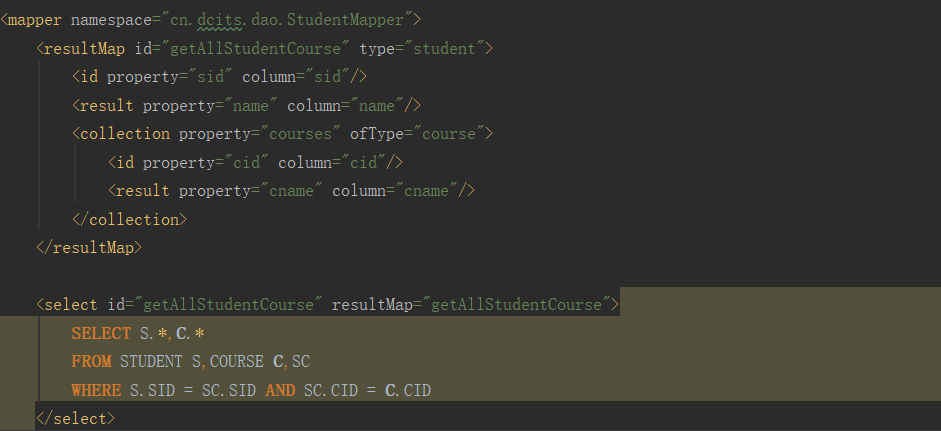 <mapper namespace="cn.dcits.dao.StudentMapper">
<resultMap id="getAllStudentCourse" type="student">
<id property="sid" column="sid"/>
<result property="name" column="name"/>
<collection property="courses" ofType="course">
<id property="cid" column="cid"/>
<result property="cname" column="cname"/>
</collection>
</resultMap>
<select id="getAllStudentCourse" resultMap="getAllStudentCourse">
SELECT S.*,C.*
FROM STUDENT S,COURSE C,SC
WHERE S.SID = SC.SID AND SC.CID = C.CID
</select>